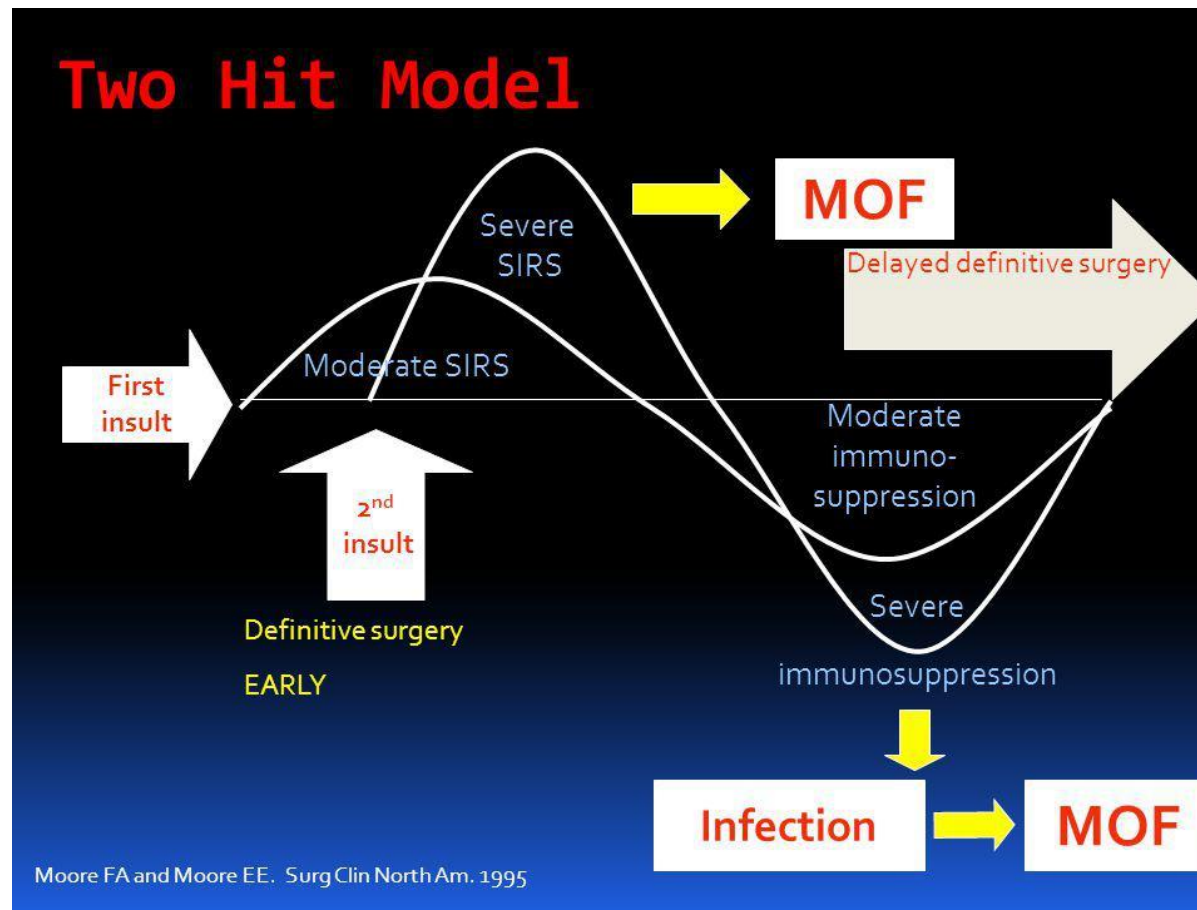 Two Hit Model
Severe
SIRS
MOF
Delayed definitive surgery
Moderate SIRS
First
insult
Moderate
immuno-
suppression
2nd
insult
Severe
immunosuppression
Definitive surgery
EARLY
Infection
MOF
Moore FA and Moore EE. Surg Clin North Am. 1995